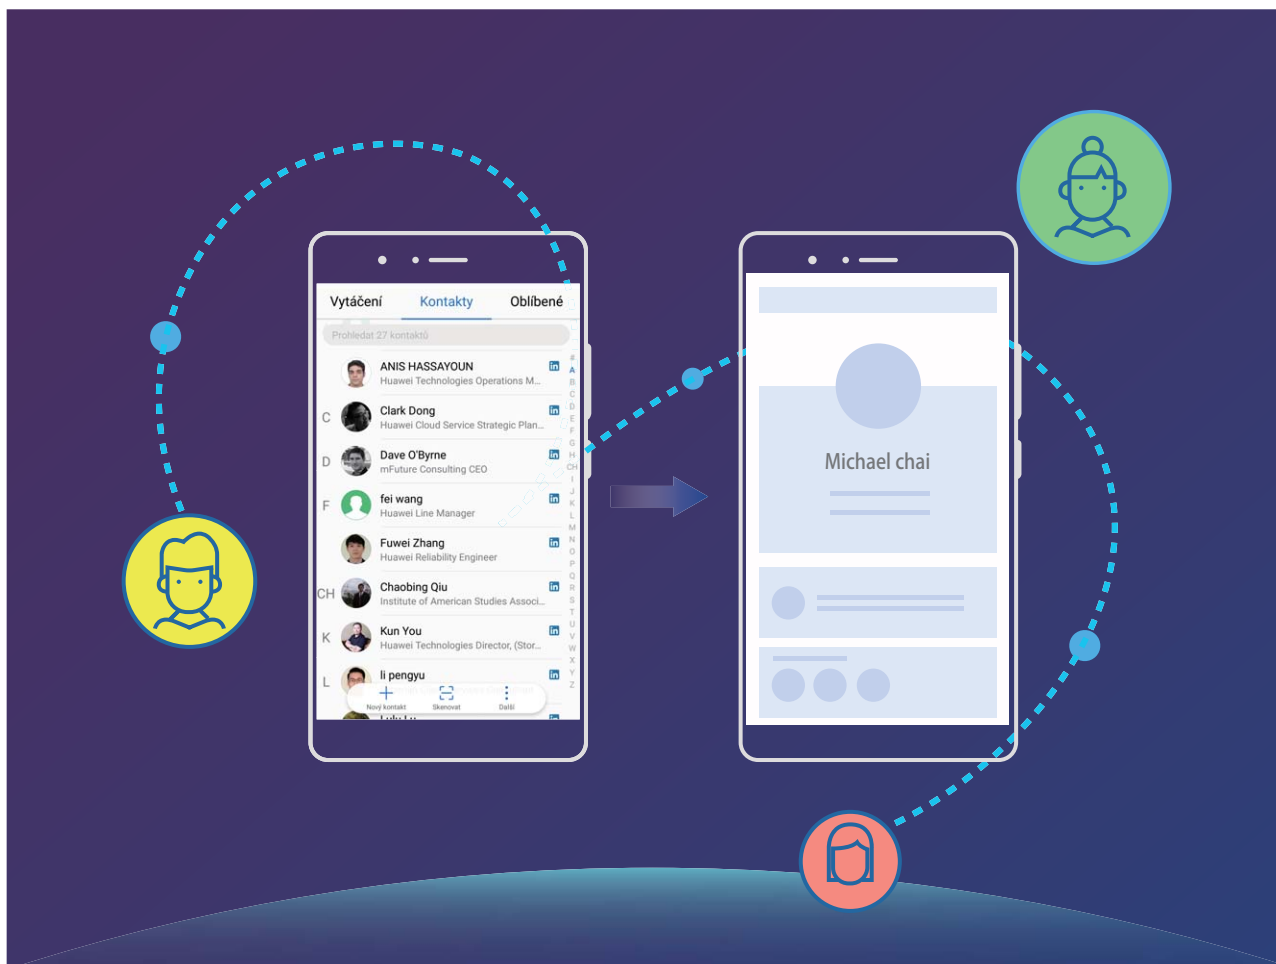 Vytáčení Kontakty Oblíbené
Prohledat 27 kontaktů
ANIS HASSAYOUN
Huawei Technologies Operations M...
C
Clark Dong
Huawei Cloud Service Strategic Plan...
D
Dave O'Byrne
mFuture Consulting CEO
F
fei wang
Huawei Line Manager
Fuwei Zhang
Huawei Reliability Engineer
CH
Chaobing Qiu
Institute of American Studies Associ...
K
Kun You
Huawei Technologies Director, (Stor...
L
li pengyu
Nový kontakt Skenovat Další
#
A
B
C
D
E
F
G
H
CH
I
J
K
L
M
N
O
P
Q
R
S
T
U
V
W
X
Y
Z
Michael chai